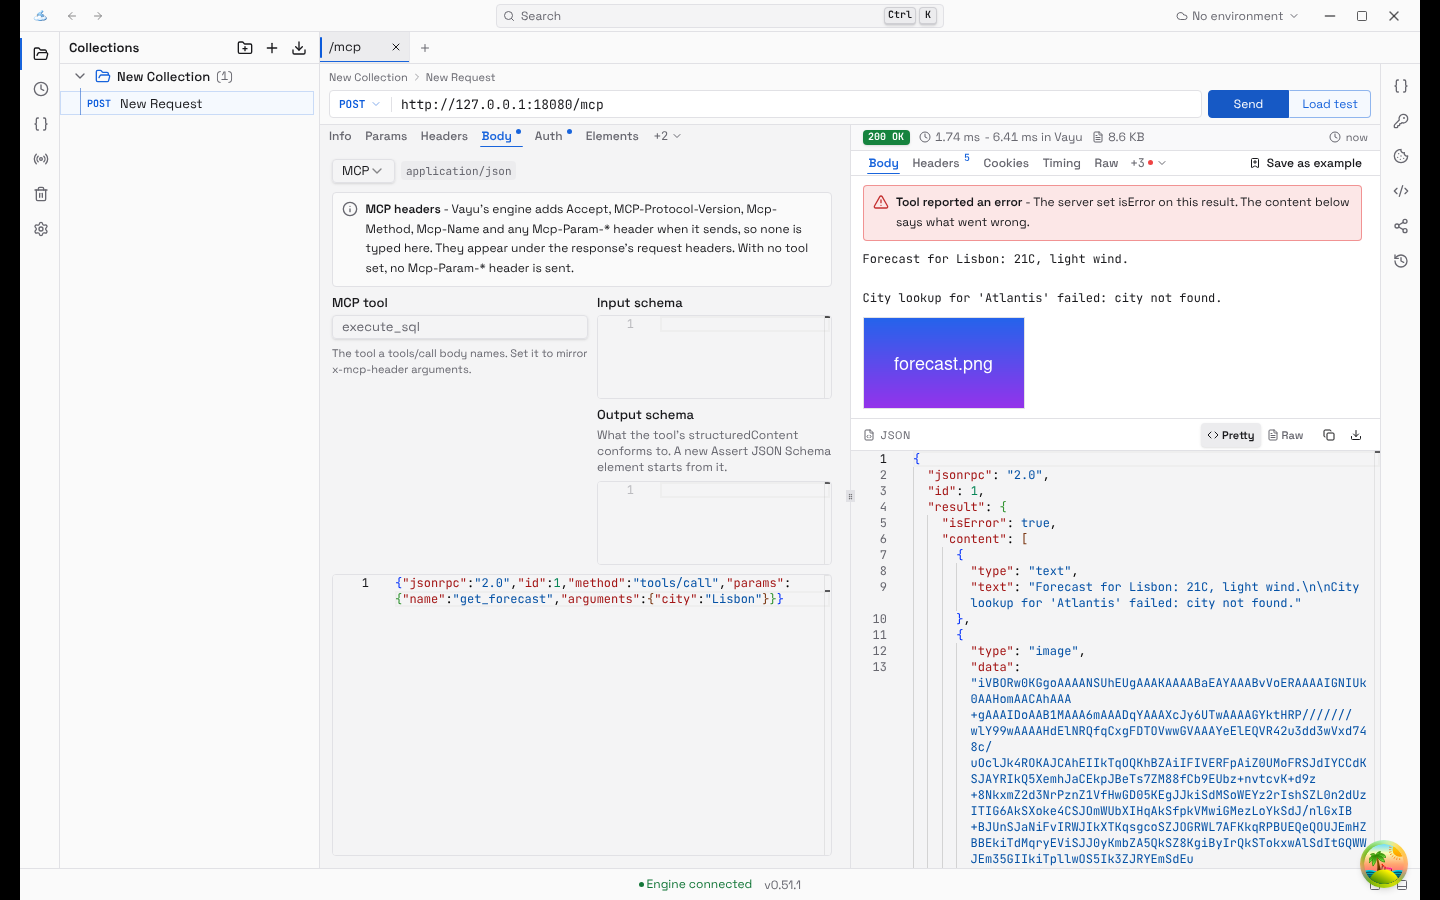 Search
Ctrl K
No environment
Collections
/mcp
New Collection (1)
POST New Request
New Collection > New Request
POST http://127.0.0.1:18080/mcp
Send
Load test
Info Params Headers Body Auth Elements +2
MCP application/json
MCP headers - Vayu's engine adds Accept, MCP-Protocol-Version, Mcp-
Method, Mcp-Name and any Mcp-Param-* header when it sends, so none is
typed here. They appear under the response's request headers. With no tool
set, no Mcp-Param-* header is sent.
MCP tool
execute_sql
The tool a tools/call body names. Set it to mirror
x-mcp-header arguments.
Input schema
1
Output schema
What the tool's structuredContent
conforms to. A new Assert JSON Schema
element starts from it.
1
1 {"jsonrpc":"2.0","id":1,"method":"tools/call","params":
{"name":"get_forecast","arguments":{"city":"Lisbon"}}}
200 OK 1.74 ms - 6.41 ms in Vayu 8.6 KB now
Body Headers 5 Cookies Timing Raw +3 Save as example
Tool reported an error - The server set isError on this result. The content below
says what went wrong.
Forecast for Lisbon: 21C, light wind.
City lookup for 'Atlantis' failed: city not found.
forecast.png
JSON Pretty Raw
1 {
2 "jsonrpc": "2.0",
3 "id": 1,
4 "result": {
5 "isError": true,
6 "content": [
7 {
8 "type": "text",
9 "text": "Forecast for Lisbon: 21C, light wind.\n\nCity
lookup for 'Atlantis' failed: city not found."
10 },
11 {
12 "type": "image",
13 "data":
Engine connected v0.51.1